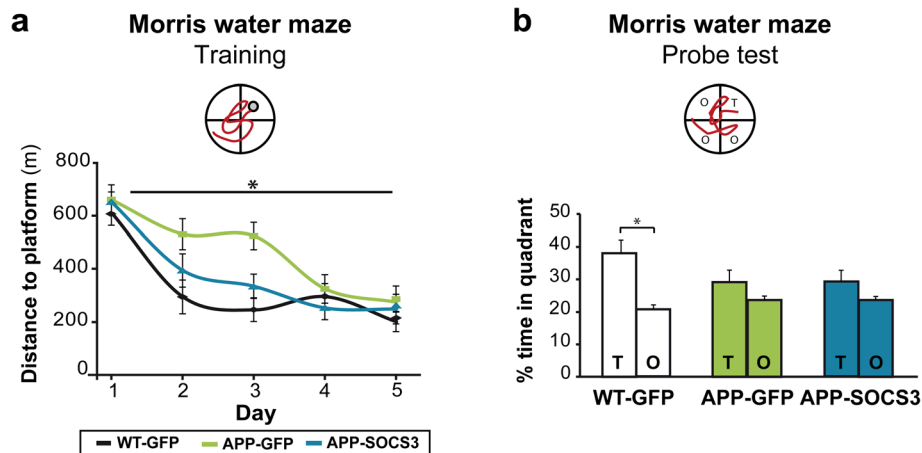 a
Morris water maze
Training
Distance to platform (m)
800
600
400
200
0
*
1 2 3 4 5
Day
WT-GFP APP-GFP APP-SOCS3
b
Morris water maze
Probe test
O T
O O
% time in quadrant
50
40
30
20
10
0
*
T O T O T O
WT-GFP APP-GFP APP-SOCS3